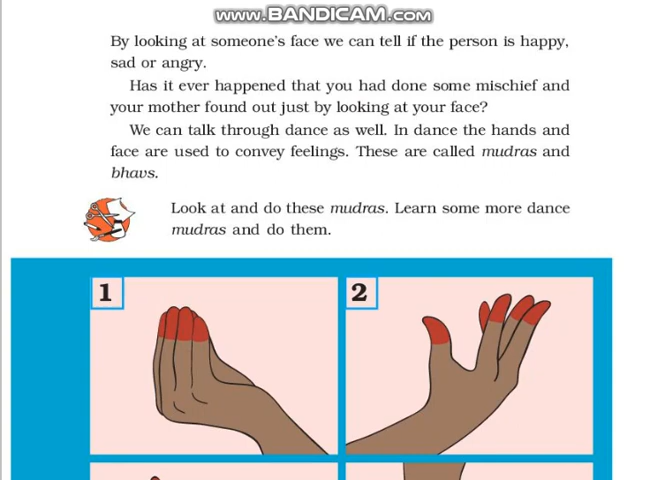 www.BANDICAM.com
By looking at someone's face we can tell if the person is happy,
sad or angry.
Has it ever happened that you had done some mischief and
your mother found out just by looking at your face?
We can talk through dance as well. In dance the hands and
face are used to convey feelings. These are called mudras and
bhavs.
Look at and do these mudras. Learn some more dance
mudras and do them.
1
2